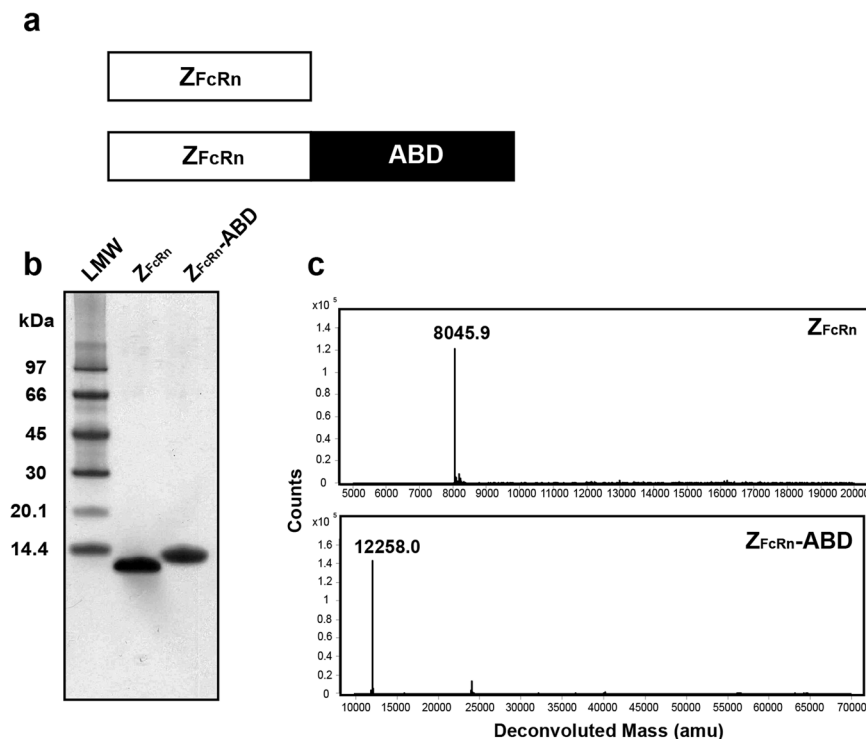 a
ZFcRn
ZFcRn ABD
b
LMW ZFcRn ZFcRn-ABD
kDa
97
66
45
30
20.1
14.4
c
x10 5
1.4
1.2
1
0.8
0.6
0.4
0.2
0
8045.9
ZFcRn
5000 6000 7000 8000 9000 10000 11000 12000 13000 14000 15000 16000 17000 18000 19000 20000
Counts
x10 5
1.6
1.4
1.2
1
0.8
0.6
0.4
0.2
0
12258.0
ZFcRn-ABD
10000 15000 20000 25000 30000 35000 40000 45000 50000 55000 60000 65000 70000
Deconvoluted Mass (amu)